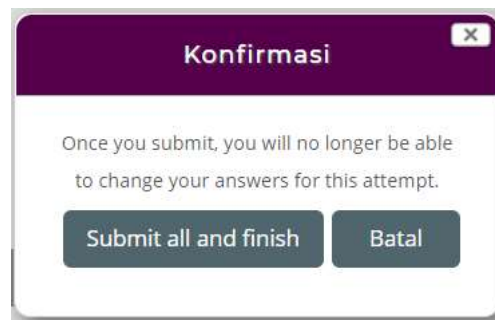 Konfirmasi
Once you submit, you will no longer be able
to change your answers for this attempt.
Submit all and finish
Batal